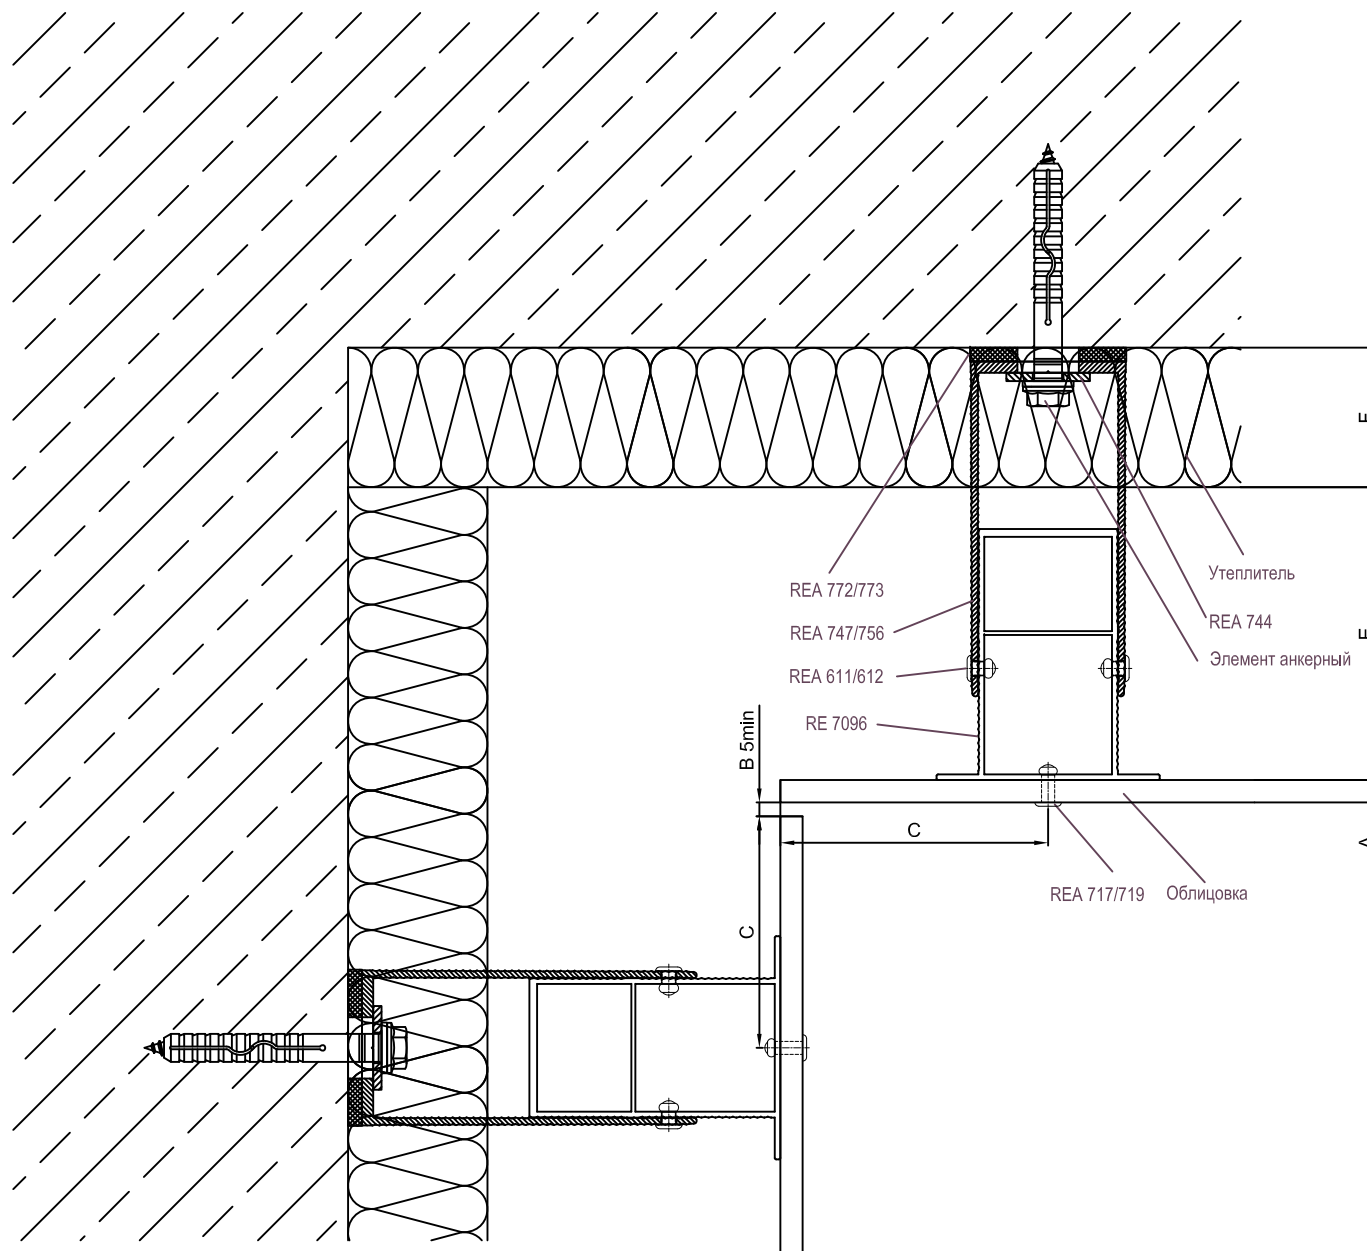 REA 772/773
REA 747/756
REA 611/612
RE 7096
Утеплитель
REA 744
Элемент анкерный
B 5min
C
C
REA 717/719
Облицовка